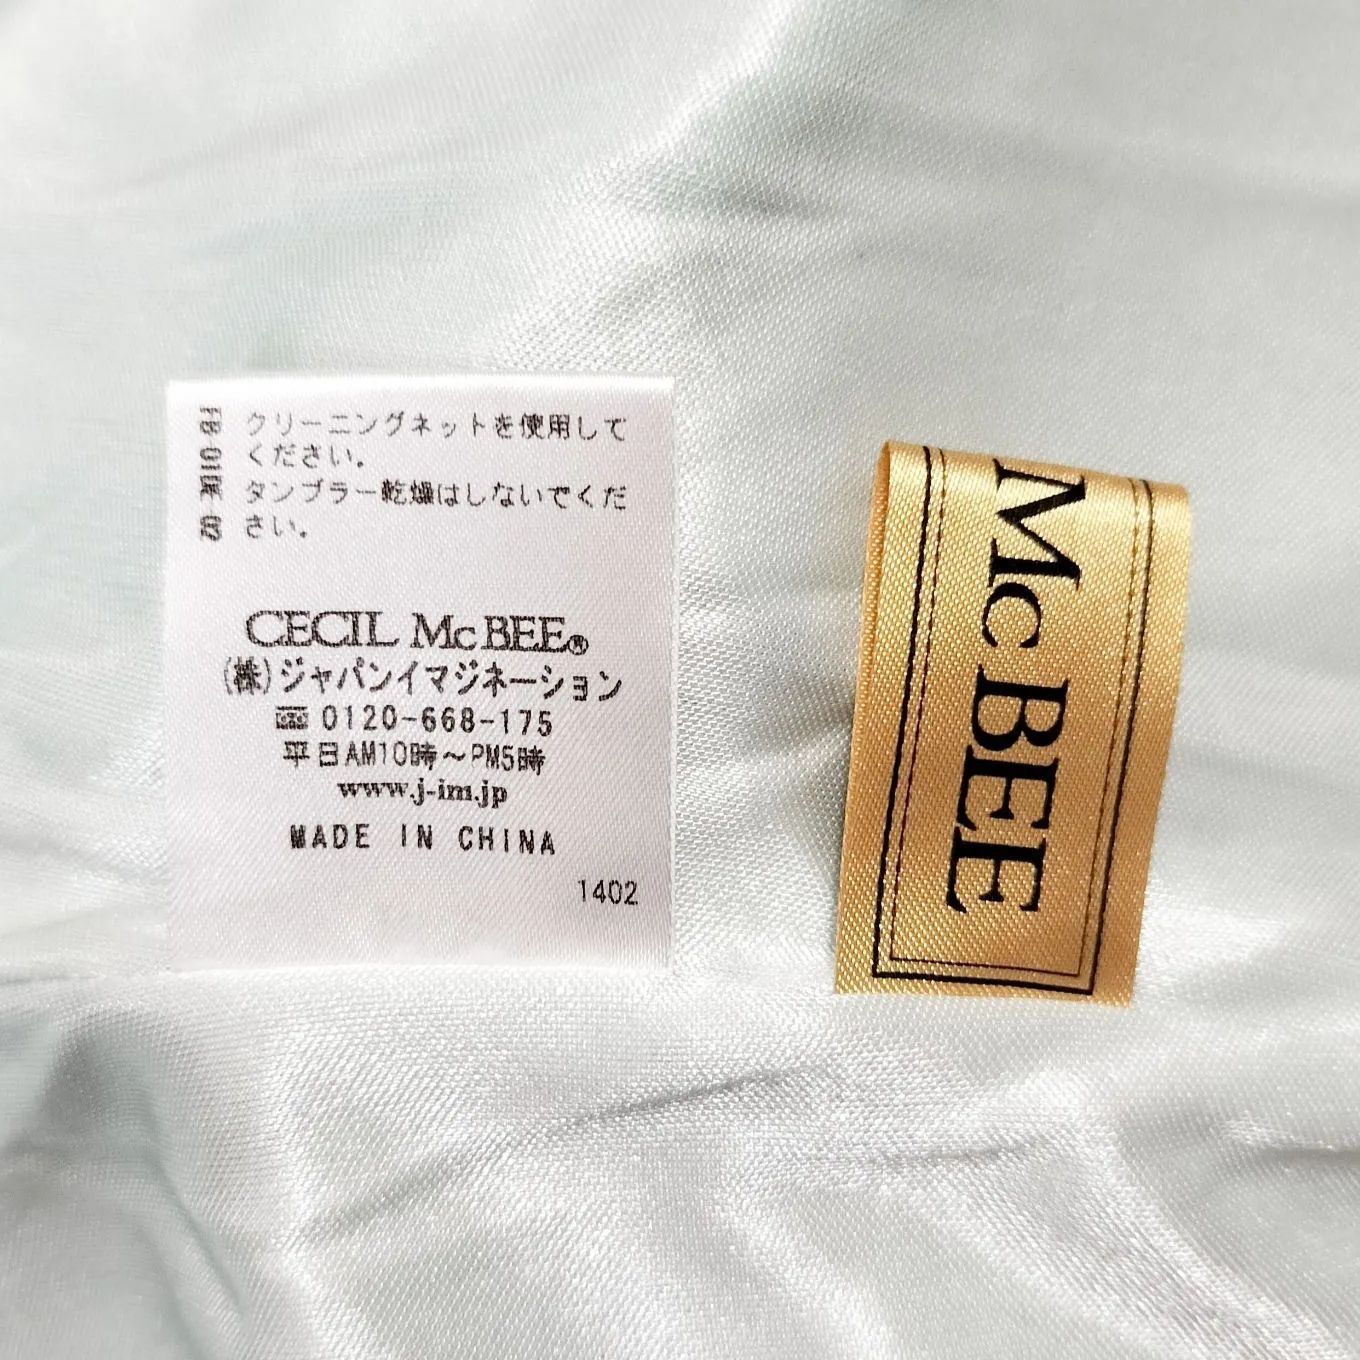 クリーニングネットを使用して
ください。
タンブラー乾燥はしないでくだ
さい。
CECIL McBEE®
(株)ジャパンイマジネーション
0120-668-175
平日AM10時～PM5時
www.j-im.jp
MADE IN CHINA
1402
McBEE